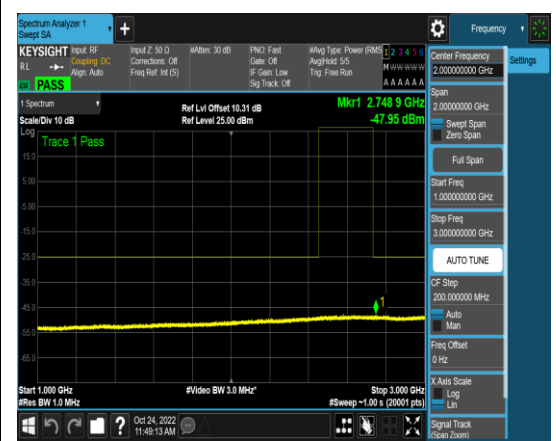 Spectrum Analyzer 1
Swept SA
Frequency
KEYSIGHT
Input: RF
Coupling: DC
Align: Auto
Input Z: 50 Ω
Corrections: Off
Freq Ref: Int (S)
#Atten: 30 dB
PNO: Fast
Gate: Off
IF Gain: Low
Sig Track: Off
#Avg Type: Power (RMS
Avg|Hold: 5/5
Trig: Free Run
1 2 3 4 5 6
M W W W W W
A A A A A A
R L
LXI
PASS
Center Frequency
2.000000000 GHz
Settings
Span
2.00000000 GHz
Swept Span
Zero Span
Full Span
Start Freq
1.000000000 GHz
Stop Freq
3.000000000 GHz
AUTO TUNE
CF Step
200.000000 MHz
Auto
Man
Freq Offset
0 Hz
X Axis Scale
Log
Lin
Signal Track
(Span Zoom)
1 Spectrum
Scale/Div 10 dB
Ref Lvl Offset 10.31 dB
Ref Level 25.00 dBm
Mkr1 2.748 9 GHz
-47.95 dBm
Log
Trace 1 Pass
15.0
5.00
-5.00
-15.0
-25.0
-35.0
-45.0
-55.0
-65.0
1
Start 1.000 GHz
#Res BW 1.0 MHz
#Video BW 3.0 MHz*
Stop 3.000 GHz
#Sweep ~1.00 s (20001 pts)
Oct 24, 2022
11:49:13 AM